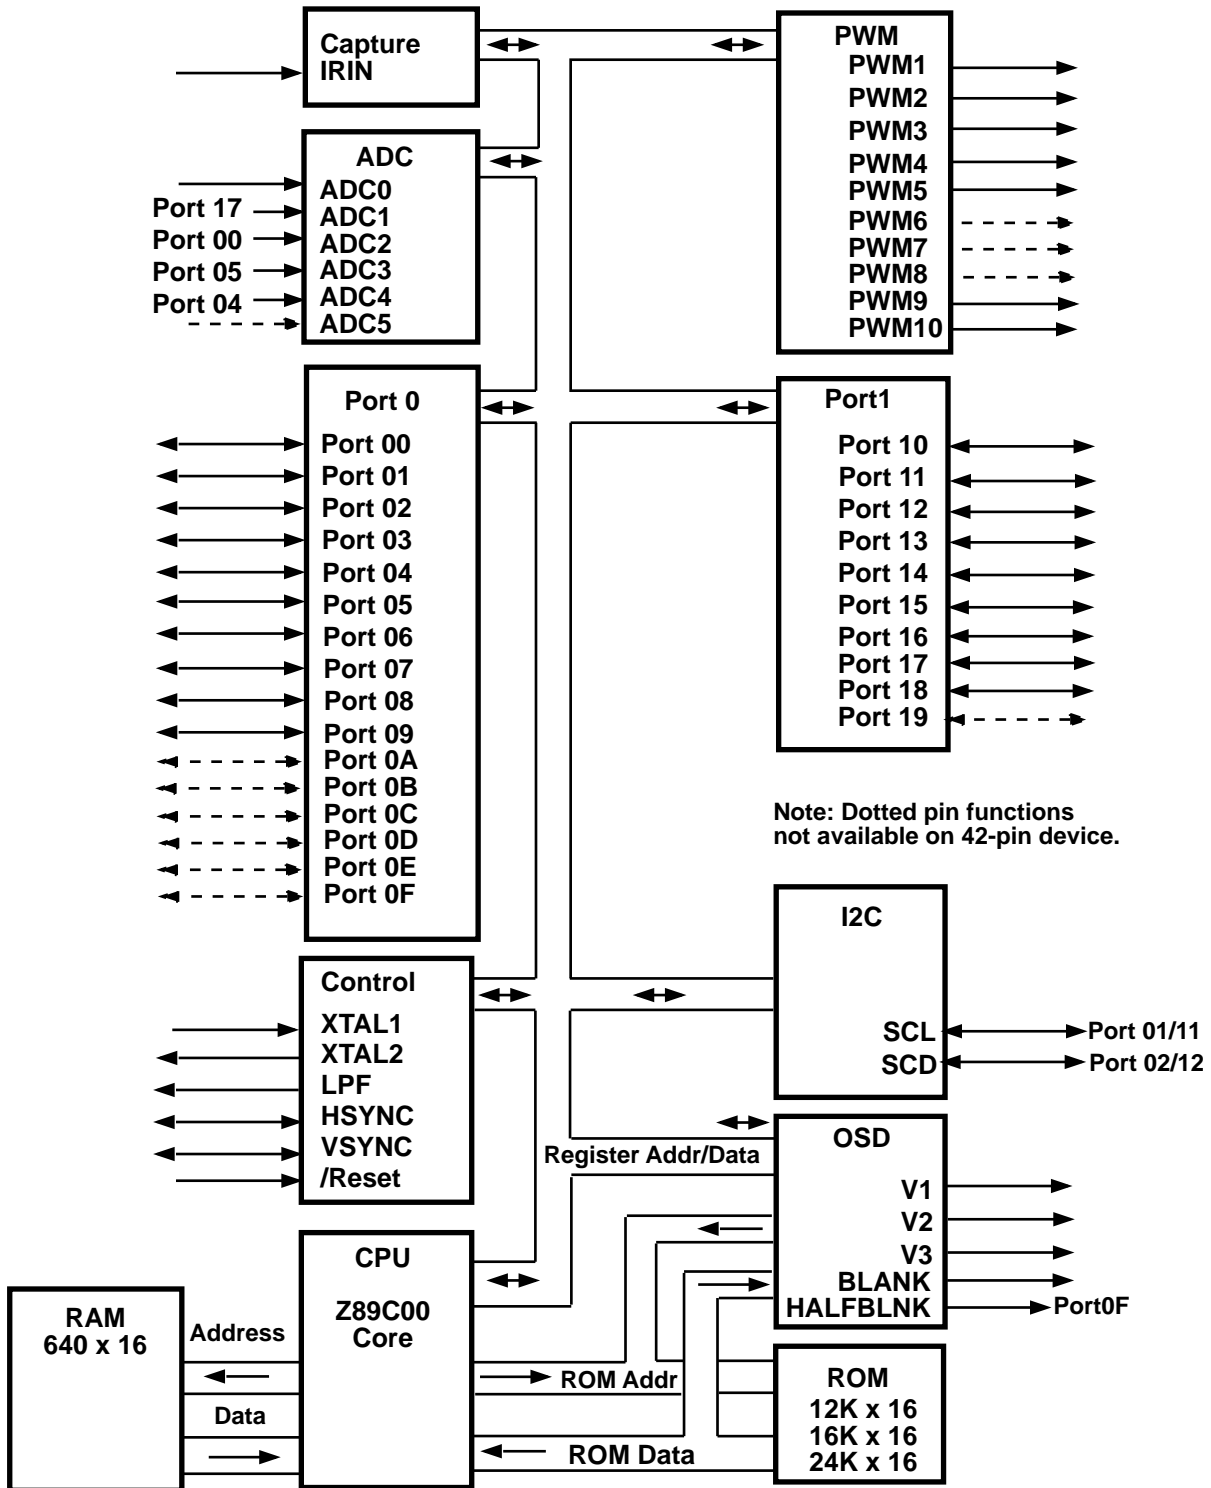 Capture
IRIN
ADC
ADC0
Port 17
ADC1
Port 00
ADC2
Port 05
ADC3
Port 04
ADC4
ADC5
Port 0
Port 00
Port 01
Port 02
Port 03
Port 04
Port 05
Port 06
Port 07
Port 08
Port 09
Port 0A
Port 0B
Port 0C
Port 0D
Port 0E
Port 0F
Control
XTAL1
XTAL2
LPF
HSYNC
VSYNC
/Reset
CPU
Z89C00
Core
RAM
640 x 16
Address
Data
PWM
PWM1
PWM2
PWM3
PWM4
PWM5
PWM6
PWM7
PWM8
PWM9
PWM10
Port1
Port 10
Port 11
Port 12
Port 13
Port 14
Port 15
Port 16
Port 17
Port 18
Port 19
Note: Dotted pin functions
not available on 42-pin device.
I2C
SCL
Port 01/11
SCD
Port 02/12
Register Addr/Data
OSD
V1
V2
V3
BLANK
HALFBLNK
Port0F
ROM Addr
ROM Data
ROM
12K x 16
16K x 16
24K x 16